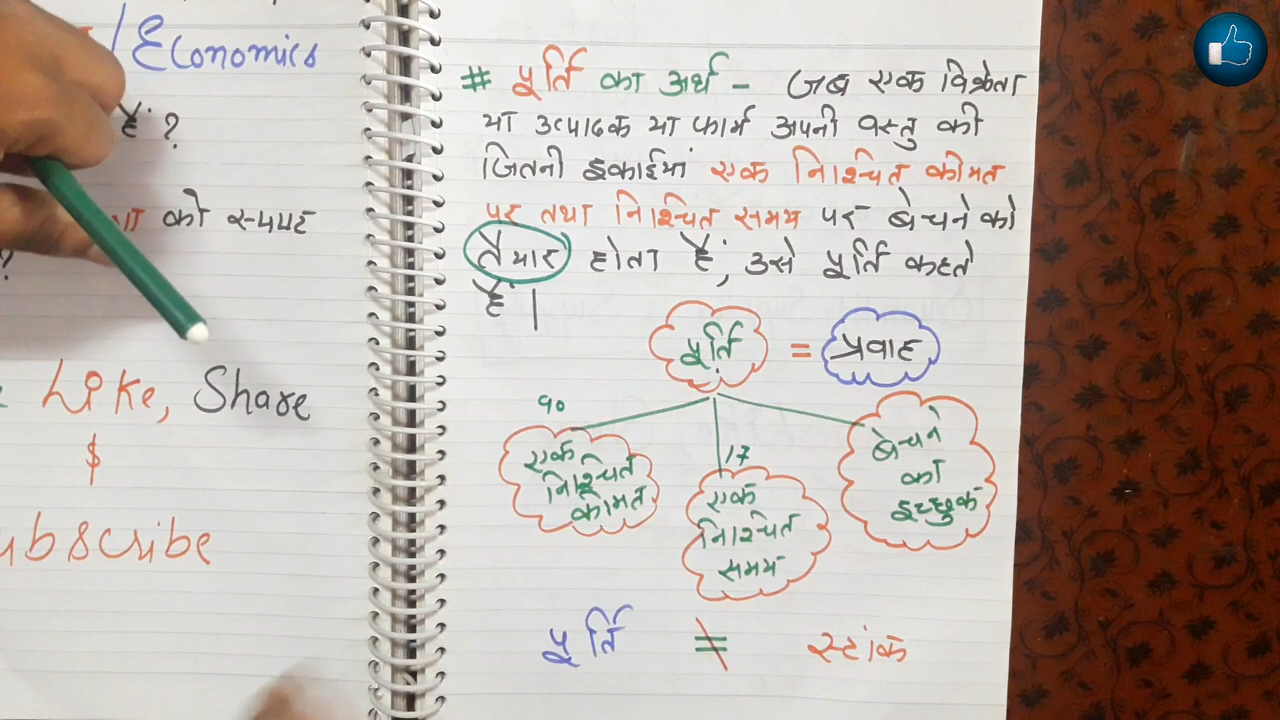 Economics
हैं ?
को स्पष्ट
?
Like, Share
$
ubscribe
# पूर्ति का अर्थ – जब एक विक्रेता
या उत्पादक या फार्म अपनी वस्तु की
जितनी इकाईयां एक निश्चित कीमत
पर तथा निश्चित समय पर बेचने को
तैयार होता हैं, उसे पूर्ति कहते
हैं |
पूर्ति = प्रवाह
90
एक
निश्चित
कीमत
17
एक
निश्चित
समय
बेचने
का
इच्छुक
पूर्ति ≠ स्टांक